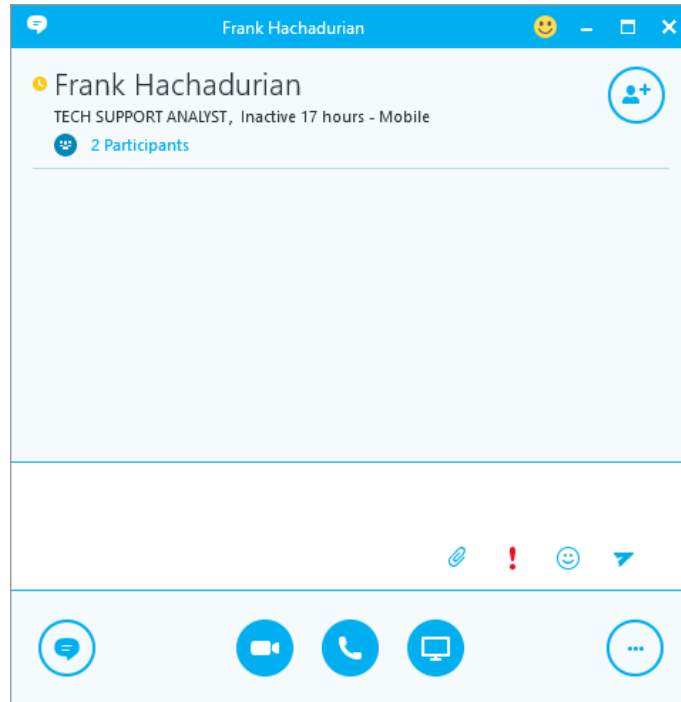 Frank Hachadurian
Frank Hachadurian
TECH SUPPORT ANALYST, Inactive 17 hours - Mobile
2 Participants